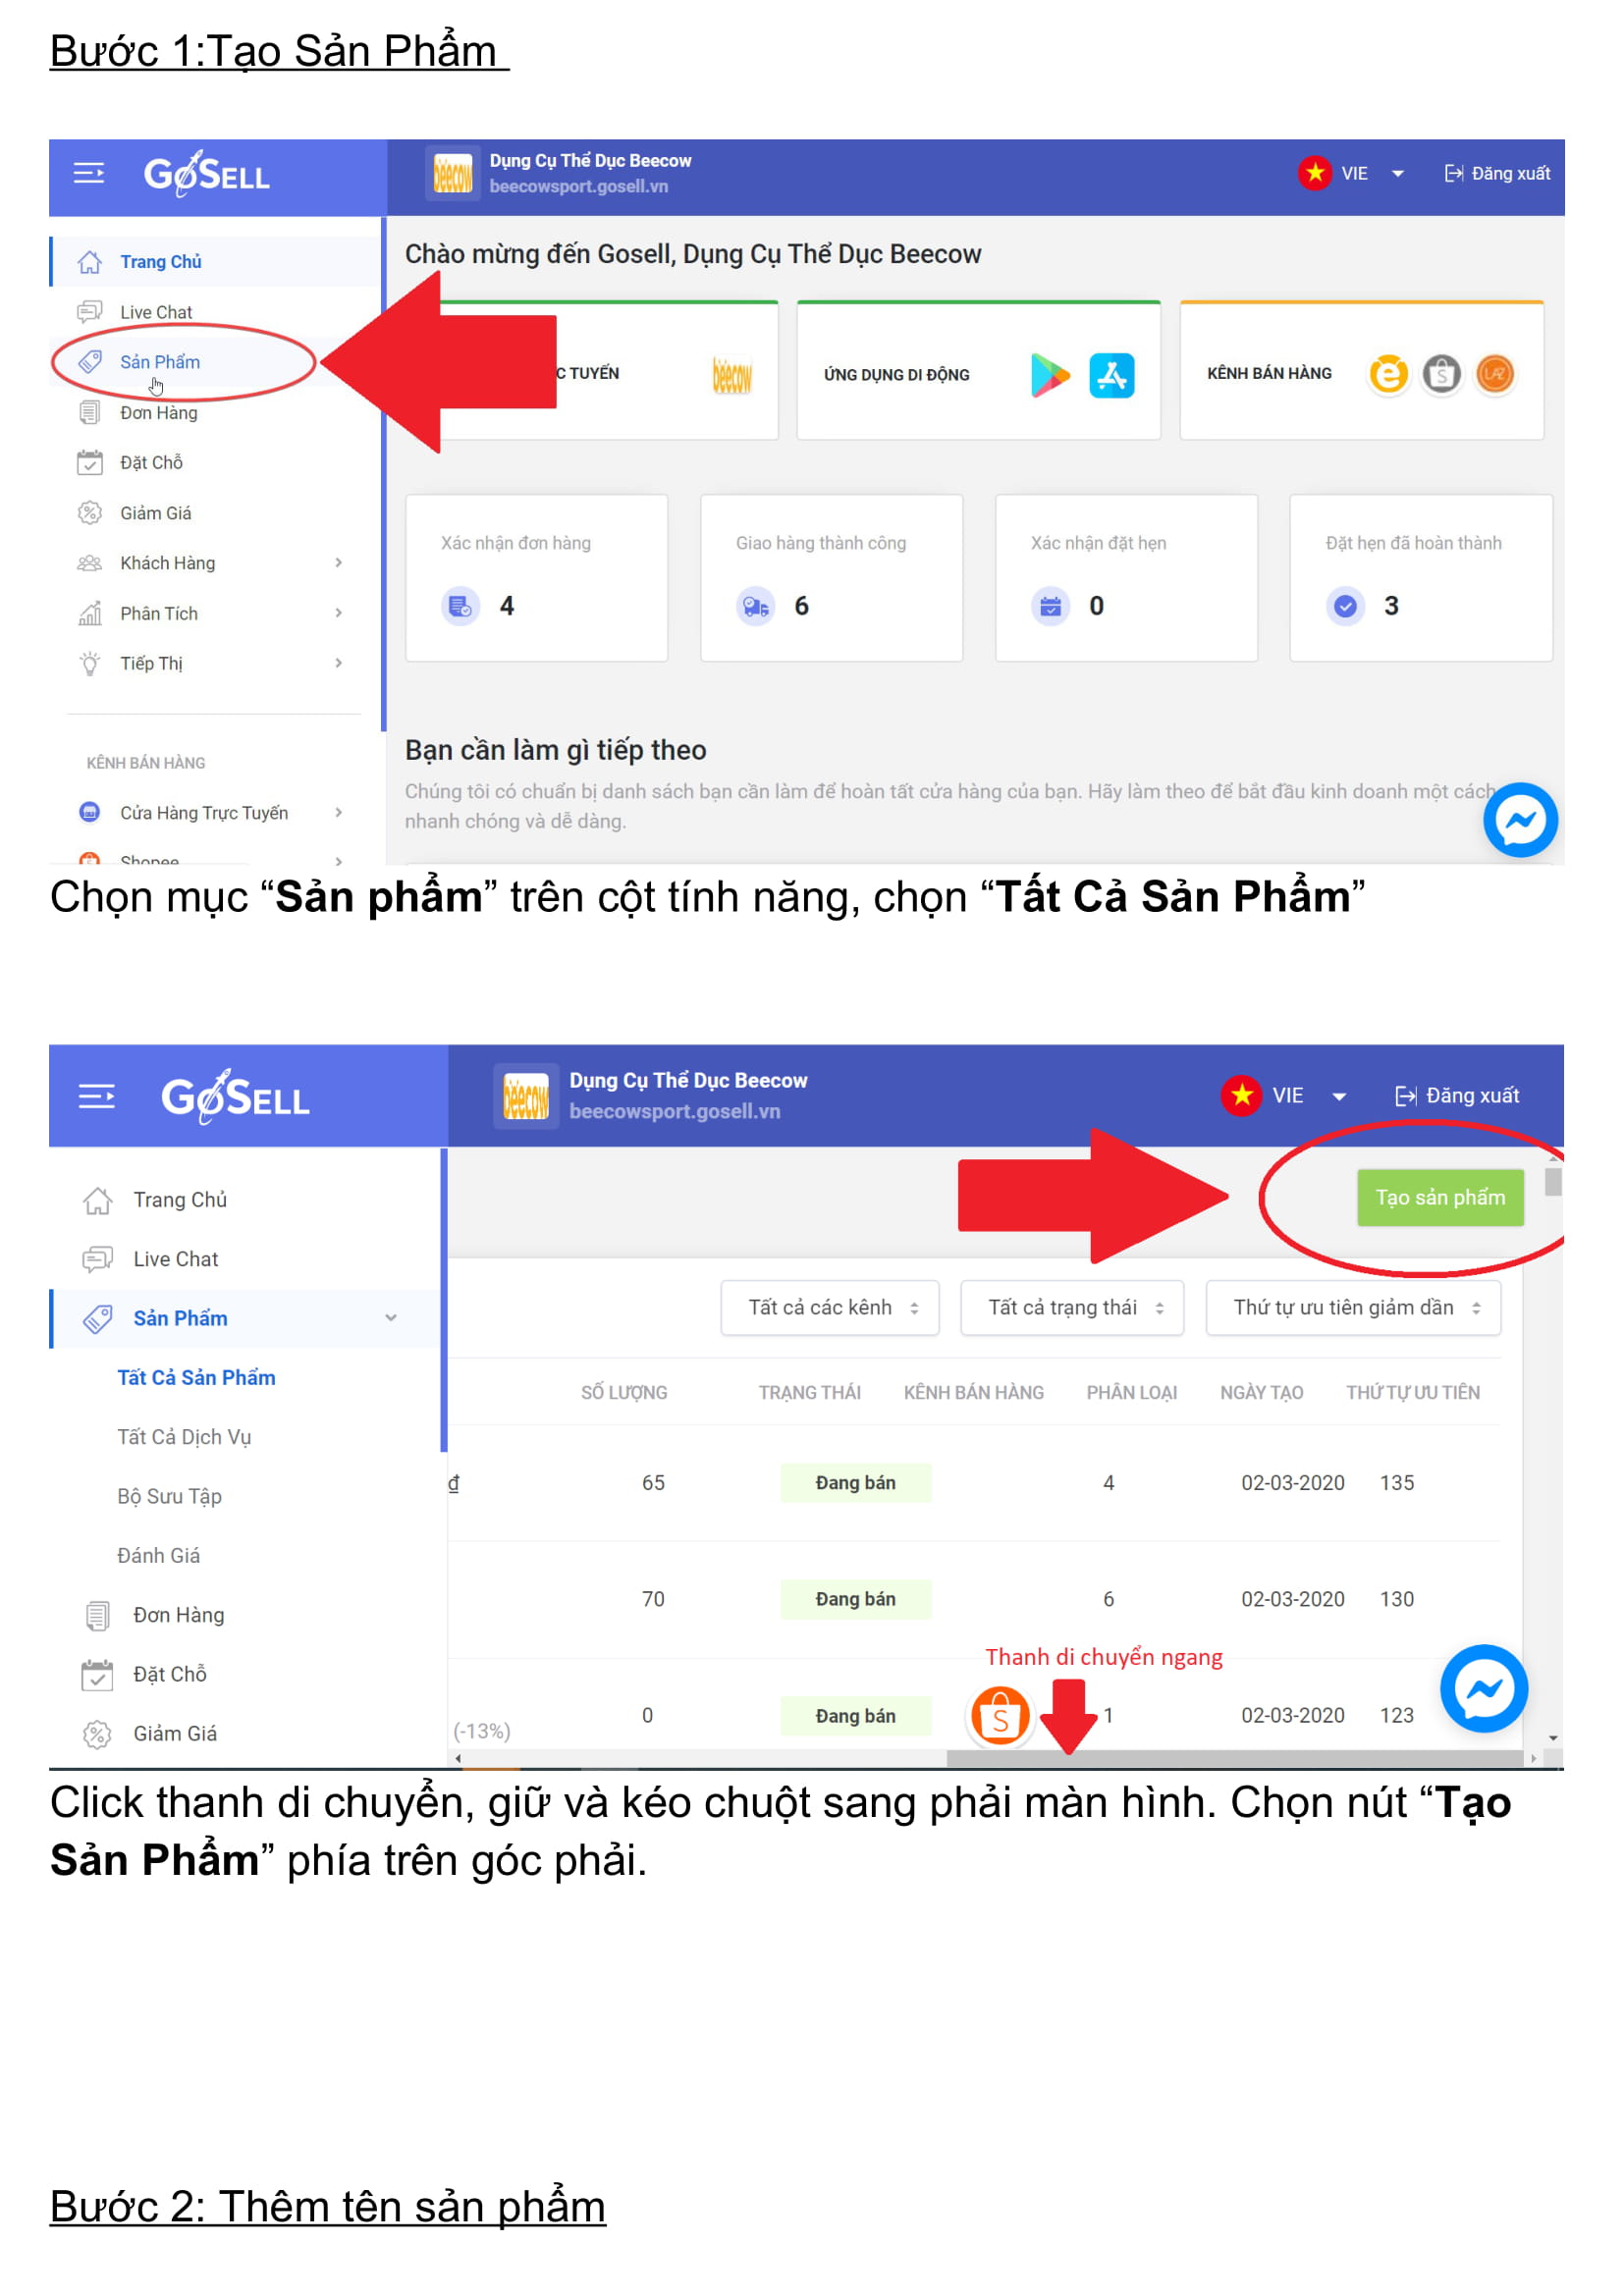 Bước 1:Tạo Sản Phẩm
GoSELL
Dụng Cụ Thể Dục Beecow
beecowsport.gosell.vn
VIE
Đăng xuất
Trang Chủ
Live Chat
Sản Phẩm
Đơn Hàng
Đặt Chỗ
Giảm Giá
Khách Hàng
Phân Tích
Tiếp Thị
KÊNH BÁN HÀNG
Cửa Hàng Trực Tuyến
Shopee
Chào mừng đến Gosell, Dụng Cụ Thể Dục Beecow
C TUYẾN
beecow
ỨNG DỤNG DI ĐỘNG
KÊNH BÁN HÀNG
Xác nhận đơn hàng
4
Giao hàng thành công
6
Xác nhận đặt hẹn
0
Đặt hẹn đã hoàn thành
3
Bạn cần làm gì tiếp theo
Chúng tôi có chuẩn bị danh sách bạn cần làm để hoàn tất cửa hàng của bạn. Hãy làm theo để bắt đầu kinh doanh một cách
nhanh chóng và dễ dàng.
Chọn mục “Sản phẩm” trên cột tính năng, chọn “Tất Cả Sản Phẩm”
GoSELL
beecow
Dụng Cụ Thể Dục Beecow
beecowsport.gosell.vn
VIE
Đăng xuất
Trang Chủ
Live Chat
Sản Phẩm
Tất Cả Sản Phẩm
Tất Cả Dịch Vụ
Bộ Sưu Tập
Đánh Giá
Đơn Hàng
Đặt Chỗ
Giảm Giá
Tạo sản phẩm
Tất cả các kênh
Tất cả trạng thái
Thứ tự ưu tiên giảm dần
SỐ LƯỢNG TRẠNG THÁI KÊNH BÁN HÀNG PHÂN LOẠI NGÀY TẠO THỨ TỰ ƯU TIÊN
đ 65 Đang bán 4 02-03-2020 135
70 Đang bán 6 02-03-2020 130
Thanh di chuyển ngang
(-13%) 0 Đang bán 1 02-03-2020 123
Click thanh di chuyển, giữ và kéo chuột sang phải màn hình. Chọn nút “Tạo
Sản Phẩm” phía trên góc phải.
Bước 2: Thêm tên sản phẩm